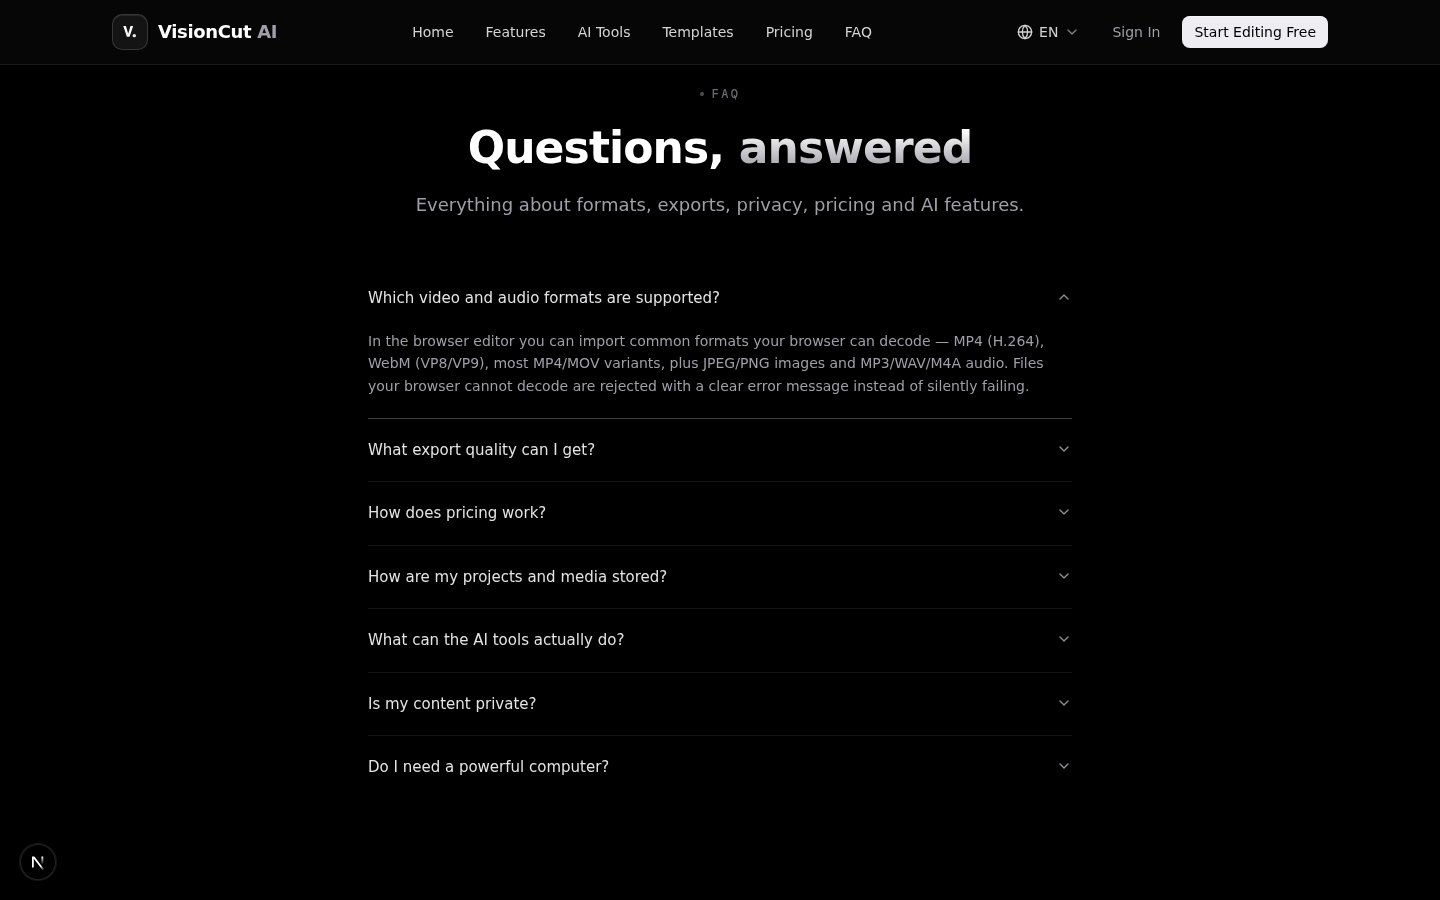 V. VisionCut AI Home Features AI Tools Templates Pricing FAQ EN Sign In Start Editing Free
• FAQ
Questions, answered
Everything about formats, exports, privacy, pricing and AI features.
Which video and audio formats are supported?
In the browser editor you can import common formats your browser can decode — MP4 (H.264),
WebM (VP8/VP9), most MP4/MOV variants, plus JPEG/PNG images and MP3/WAV/M4A audio. Files
your browser cannot decode are rejected with a clear error message instead of silently failing.
What export quality can I get?
How does pricing work?
How are my projects and media stored?
What can the AI tools actually do?
Is my content private?
Do I need a powerful computer?
N